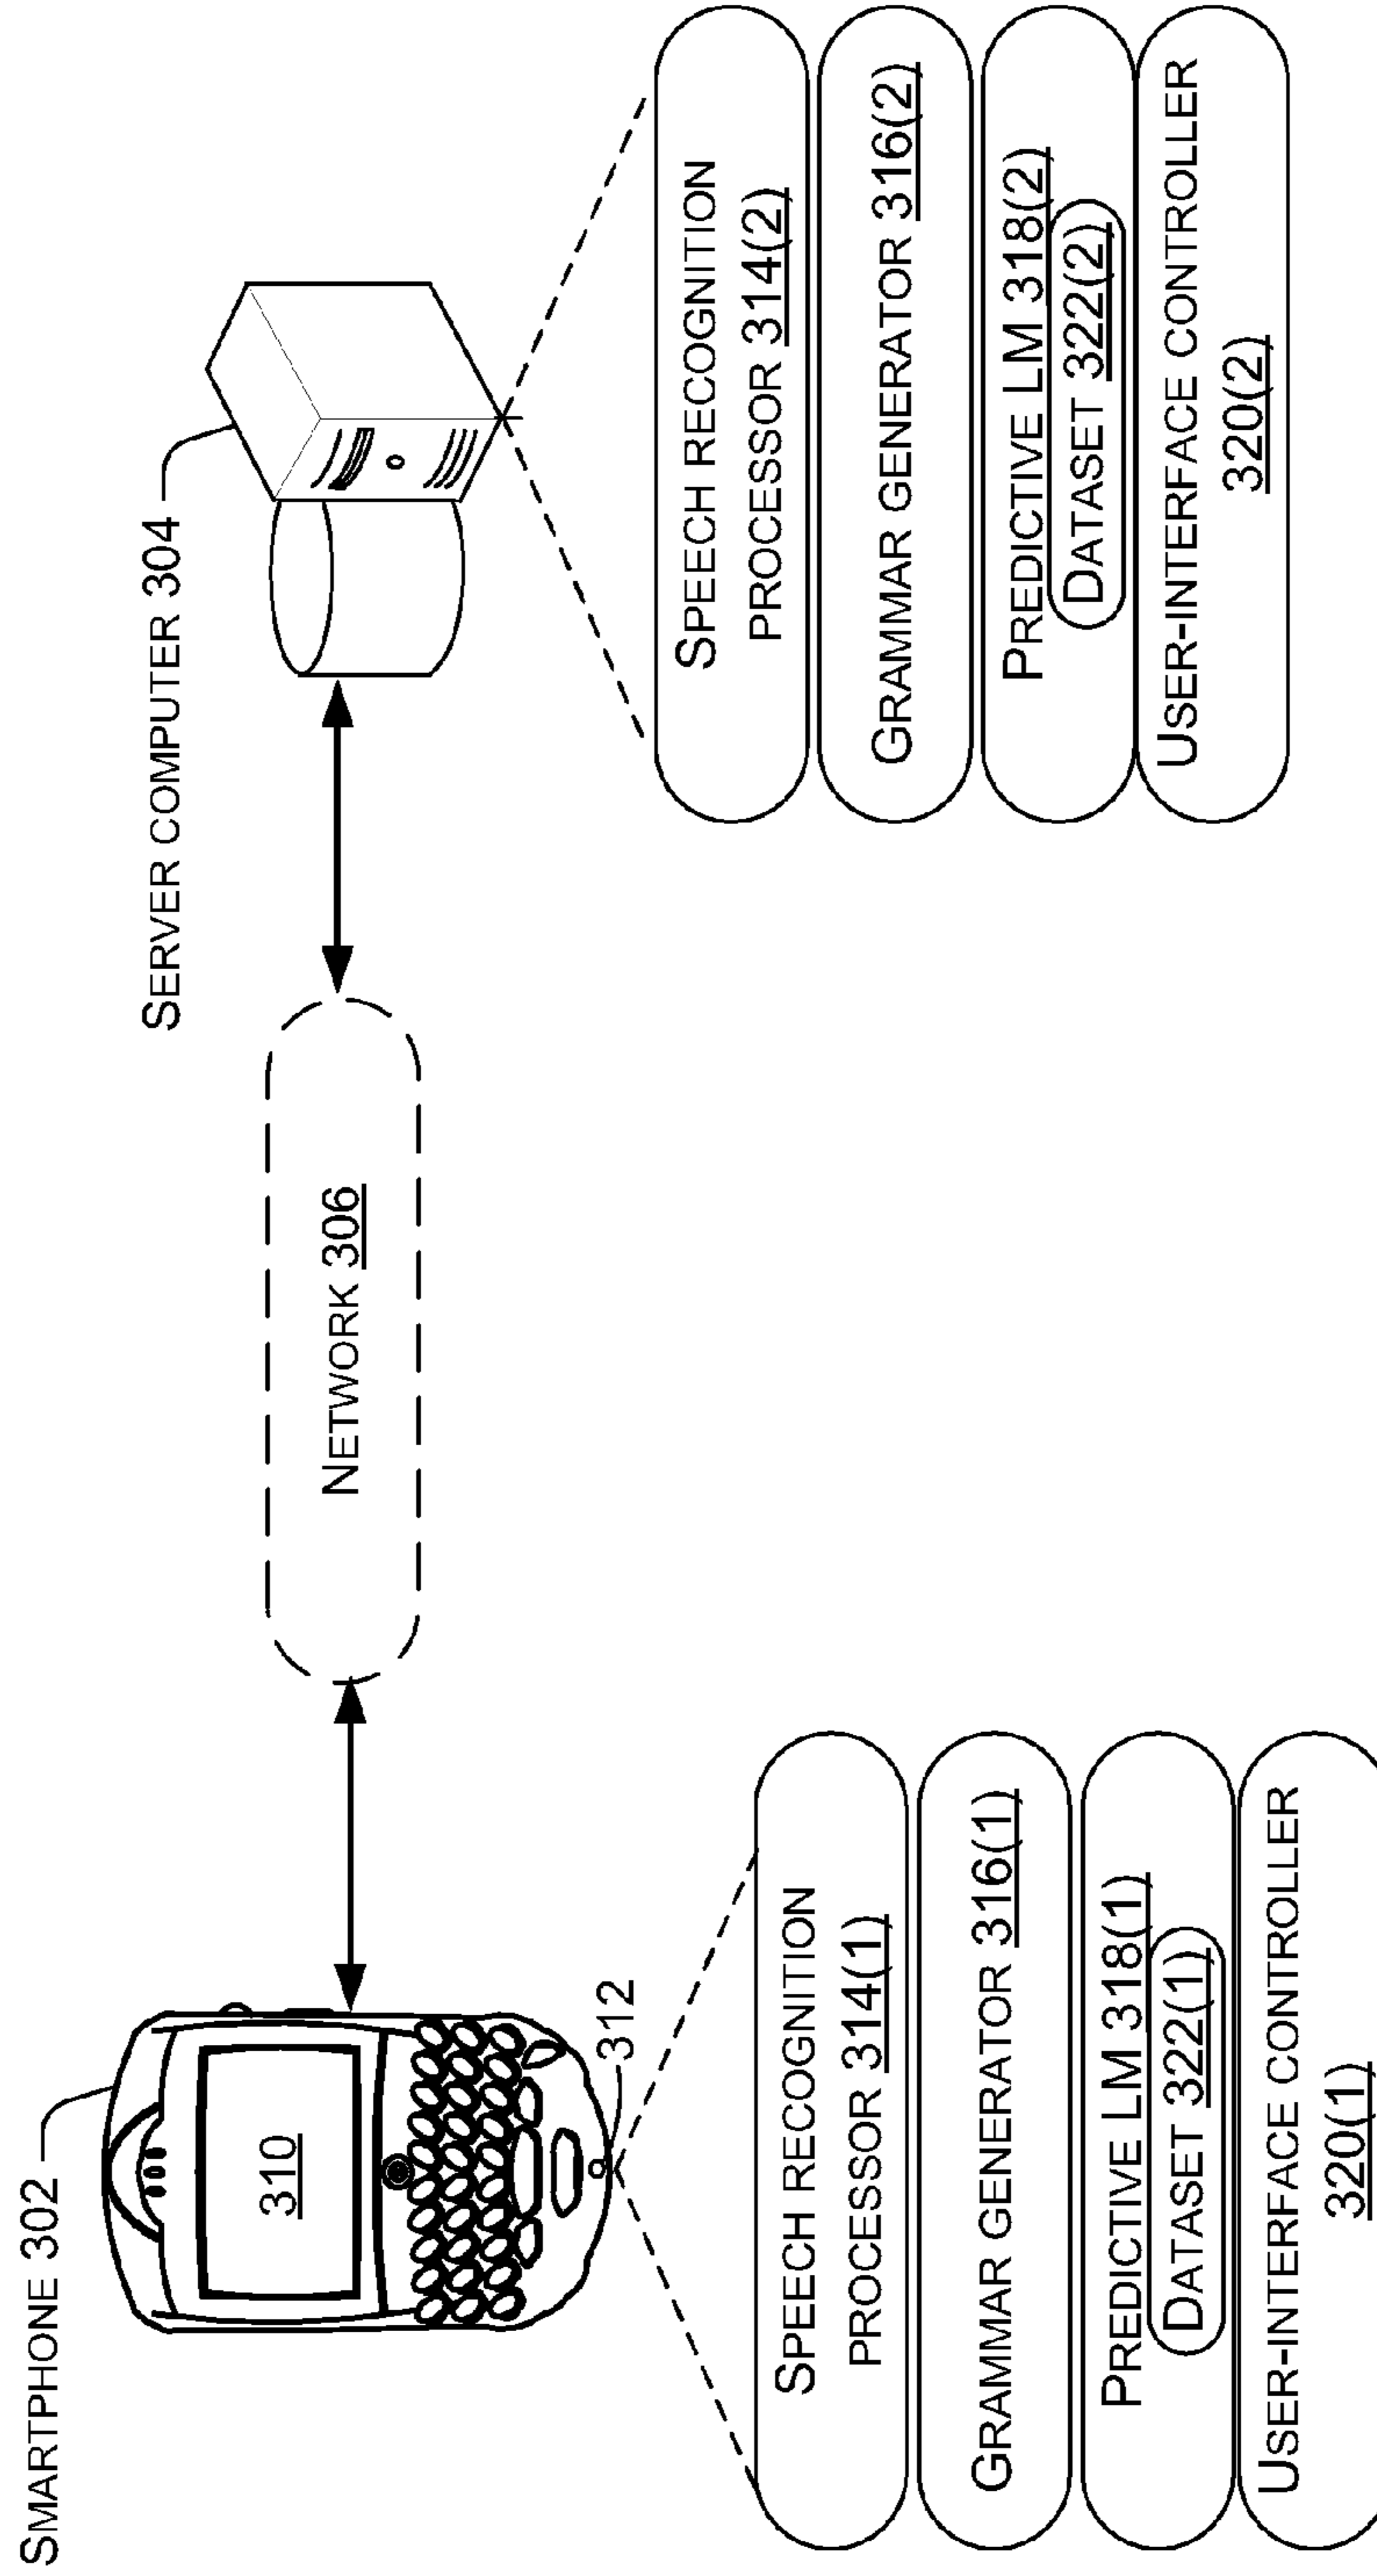 SMARTPHONE 302
310
312
SPEECH RECOGNITION
PROCESSOR 314(1)
GRAMMAR GENERATOR 316(1)
PREDICTIVE LM 318(1)
DATASET 322(1)
USER-INTERFACE CONTROLLER
320(1)
NETWORK 306
SERVER COMPUTER 304
SPEECH RECOGNITION
PROCESSOR 314(2)
GRAMMAR GENERATOR 316(2)
PREDICTIVE LM 318(2)
DATASET 322(2)
USER-INTERFACE CONTROLLER
320(2)